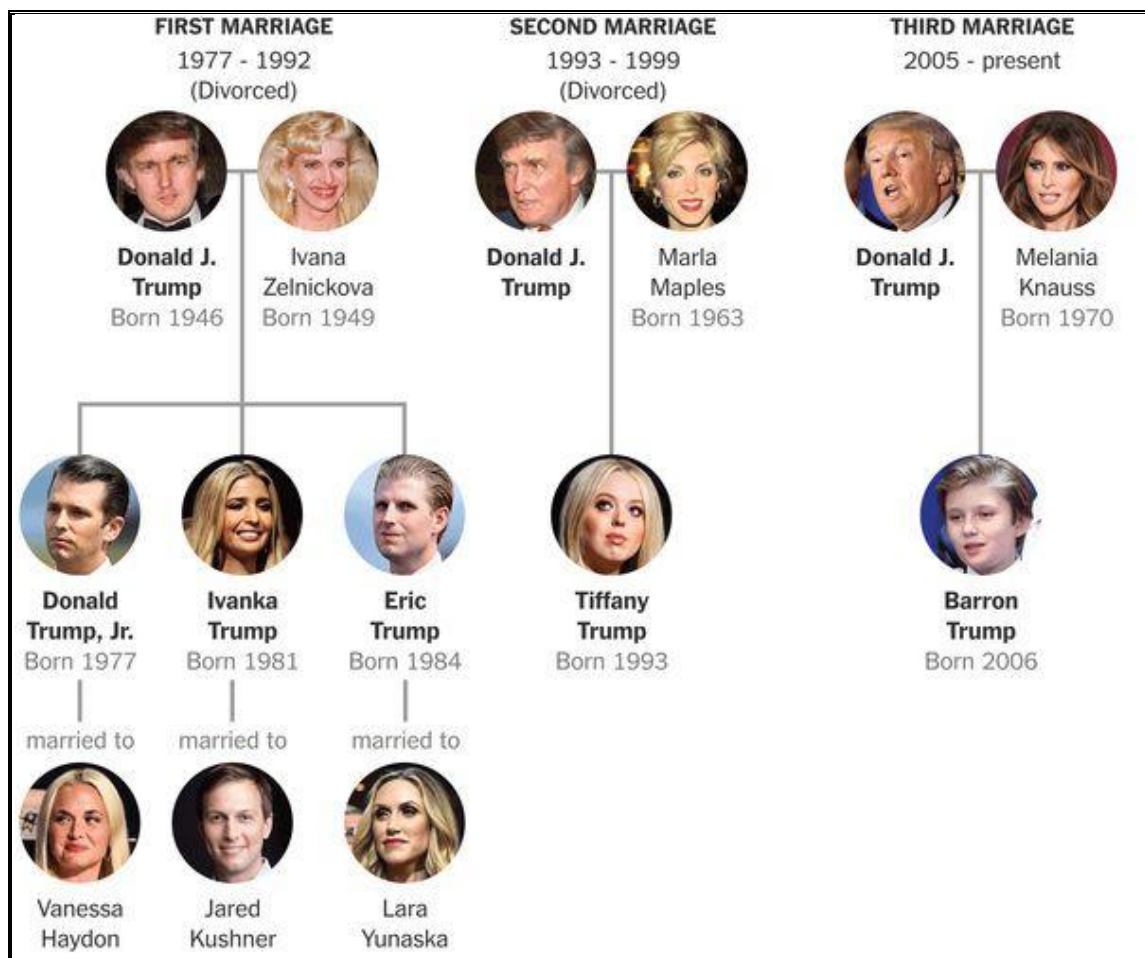 FIRST MARRIAGE
1977 - 1992
(Divorced)
Donald J.
Trump
Born 1946
Ivana
Zelnickova
Born 1949
SECOND MARRIAGE
1993 - 1999
(Divorced)
Donald J.
Trump
Marla
Maples
Born 1963
THIRD MARRIAGE
2005 - present
Donald J.
Trump
Melania
Knauss
Born 1970
Donald
Trump, Jr.
Born 1977
married to
Vanessa
Haydon
Ivanka
Trump
Born 1981
married to
Jared
Kushner
Eric
Trump
Born 1984
married to
Lara
Yunaska
Tiffany
Trump
Born 1993
Barron
Trump
Born 2006